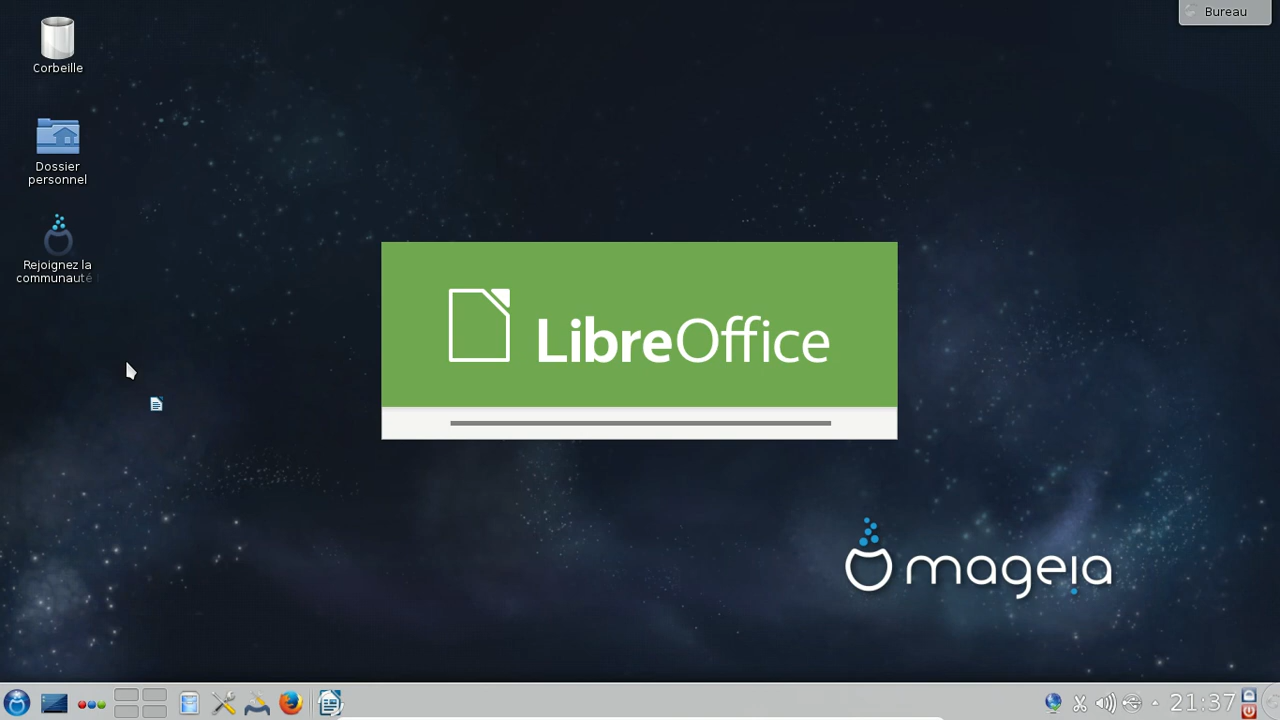 Bureau
Corbeille
Dossier
personnel
Rejoignez la
communauté
LibreOffice
mageia
21:37